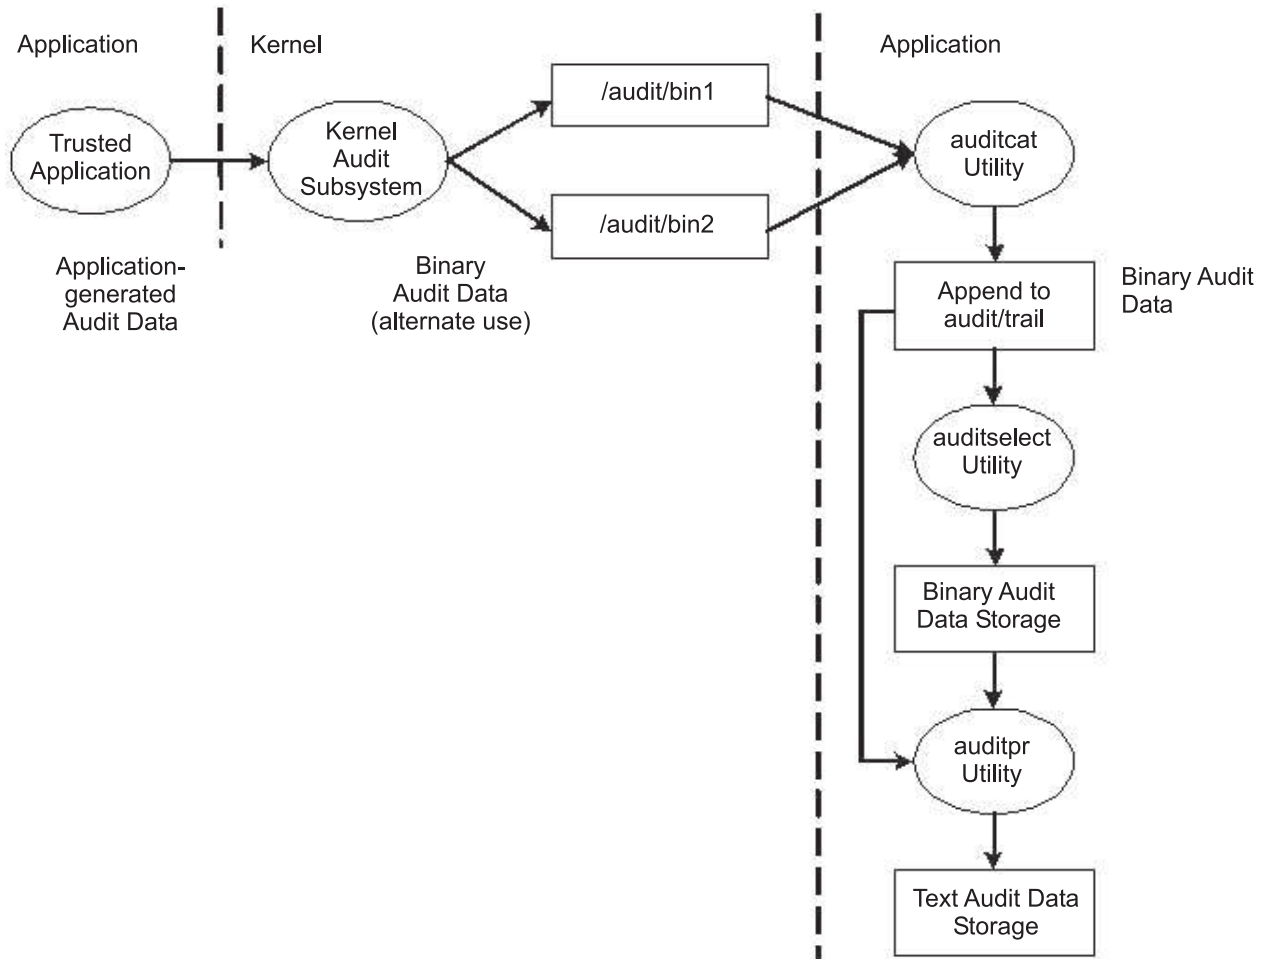 Application
Kernel
Application
Trusted
Application
Kernel
Audit
Subsystem
/audit/bin1
/audit/bin2
auditcat
Utility
Application-
generated
Audit Data
Binary
Audit Data
(alternate use)
Append to
audit/trail
Binary Audit
Data
auditselect
Utility
Binary Audit
Data Storage
auditpr
Utility
Text Audit Data
Storage